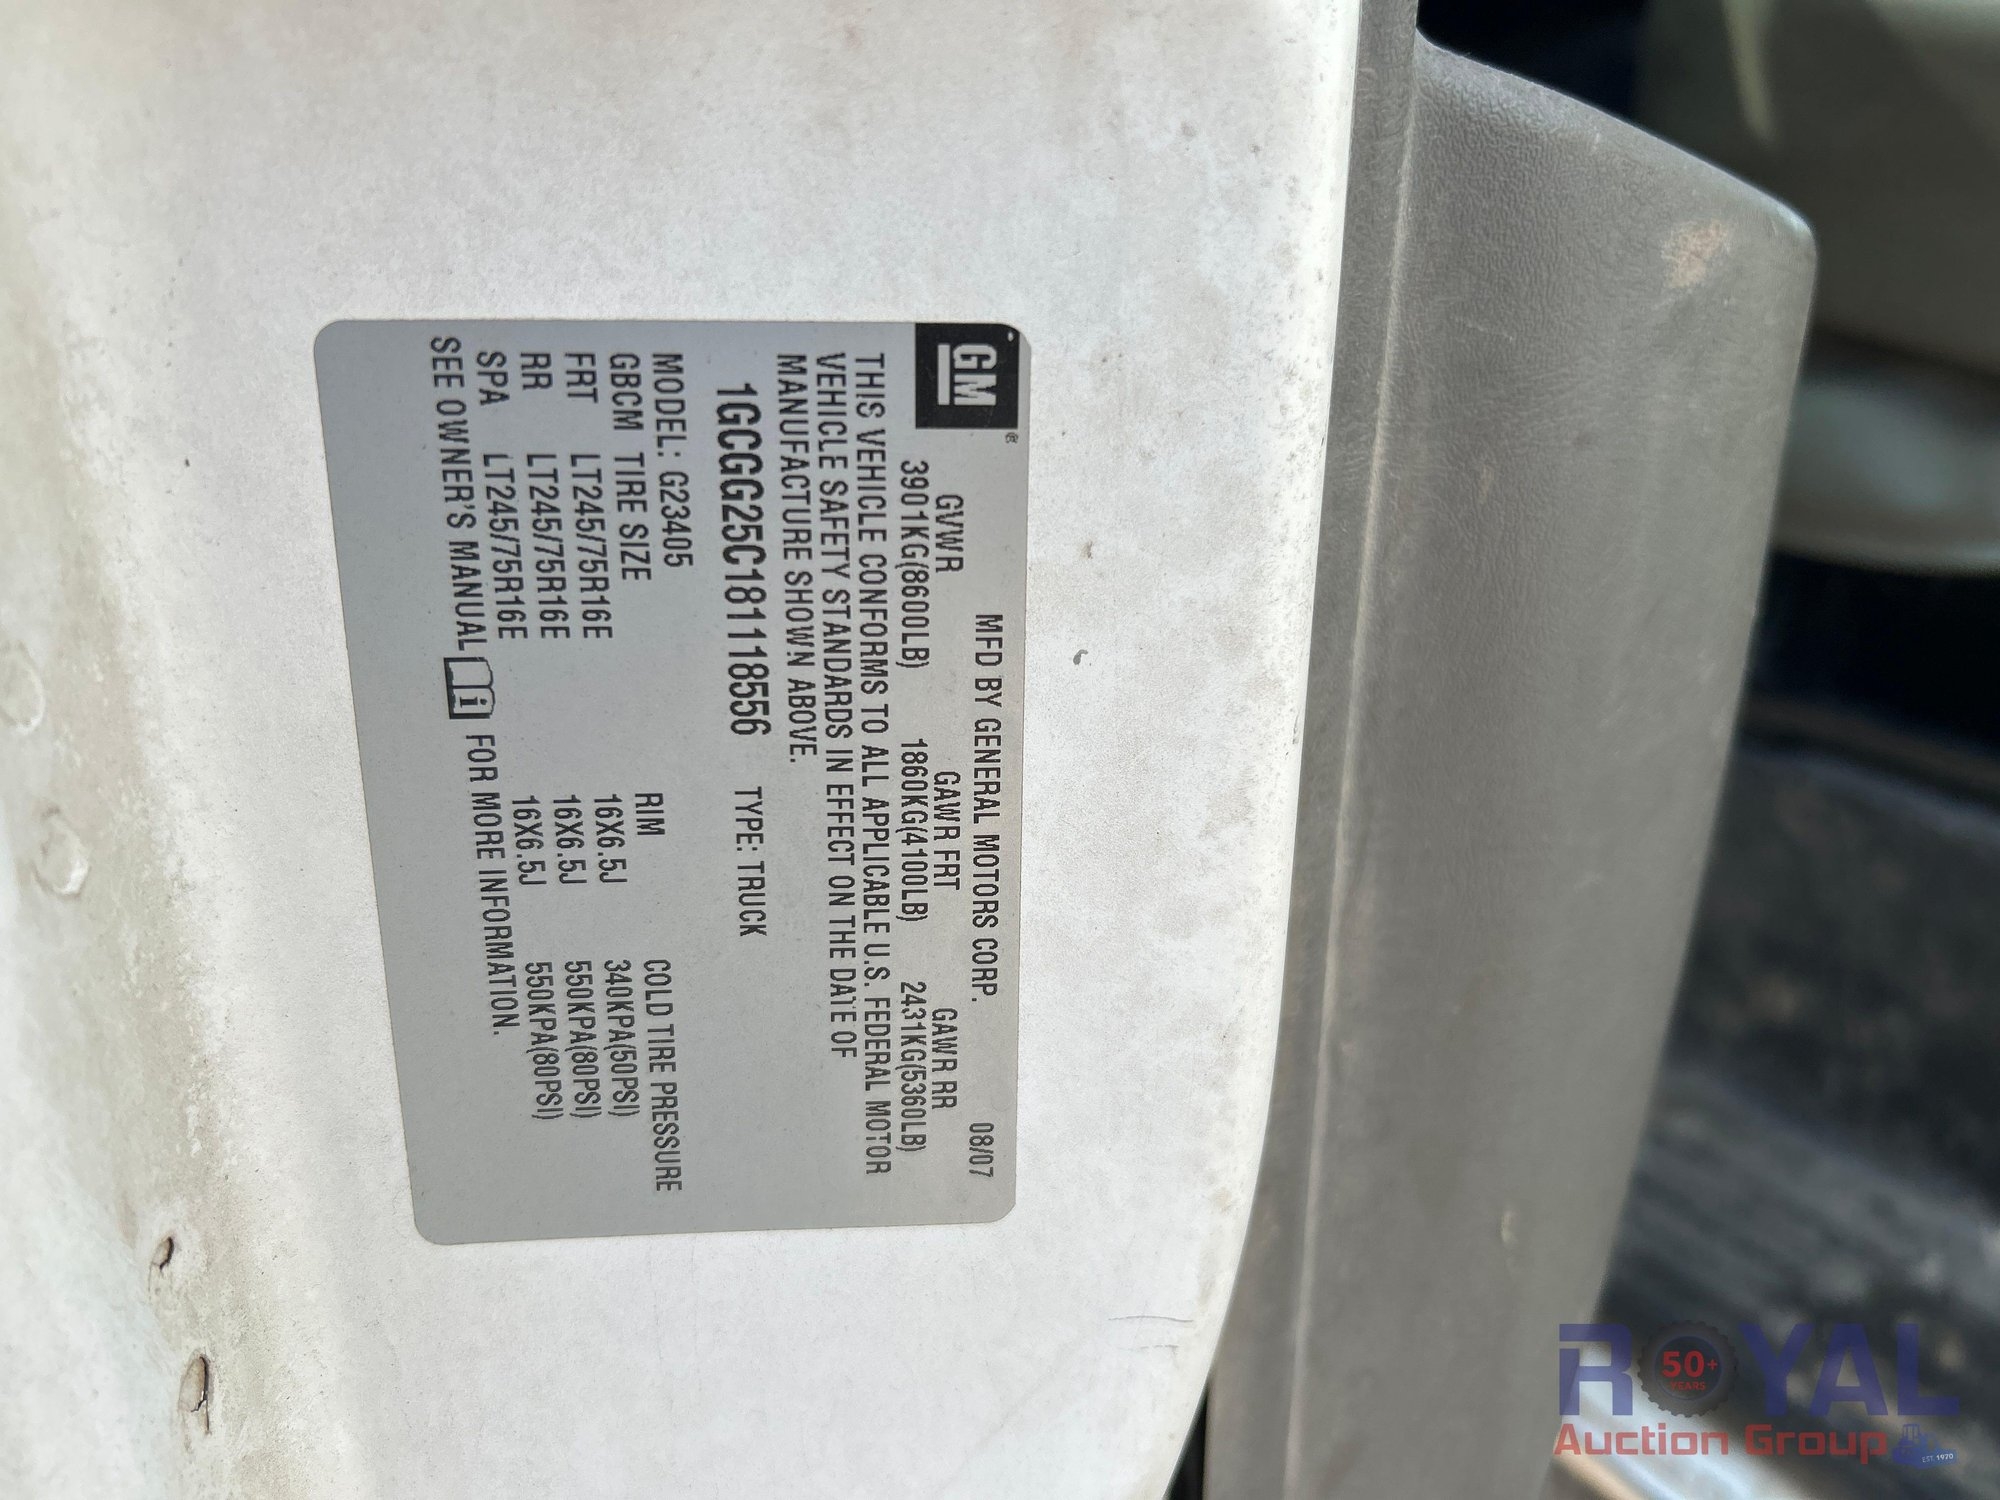 GM®
MFD BY GENERAL MOTORS CORP. 08/07
GVWR GAWR FRT GAWR RR
3901KG(8600LB) 1860KG(4100LB) 2431KG(5360LB)
THIS VEHICLE CONFORMS TO ALL APPLICABLE U.S. FEDERAL MOTOR
VEHICLE SAFETY STANDARDS IN EFFECT ON THE DATE OF
MANUFACTURE SHOWN ABOVE.
1GCGG25C181118556 TYPE: TRUCK
MODEL: G23405
GBCM TIRE SIZE RIM COLD TIRE PRESSURE
FRT LT245/75R16E 16X6.5J 340KPA(50PSI)
RR LT245/75R16E 16X6.5J 550KPA(80PSI)
SPA LT245/75R16E 16X6.5J 550KPA(80PSI)
SEE OWNER'S MANUAL i FOR MORE INFORMATION.
ROYAL
50+
YEARS
Auction Group
EST. 1970